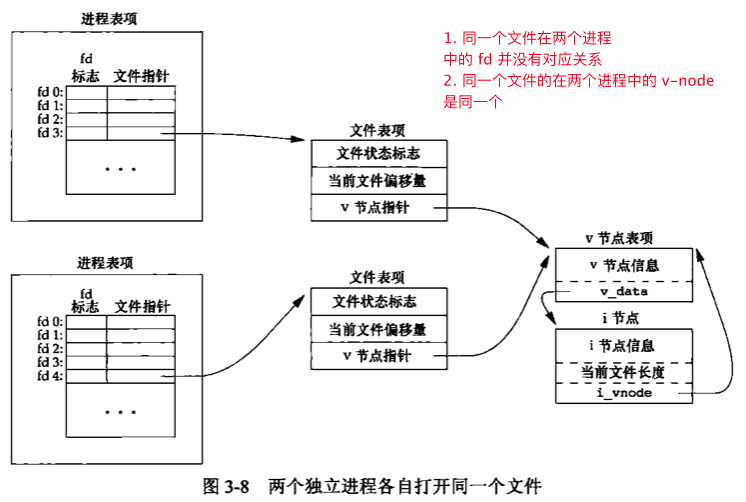 进程表项
fd
标志 文件指针
fd 0:
fd 1:
fd 2:
fd 3:
...
1. 同一个文件在两个进程
中的 fd 并没有对应关系
2. 同一个文件的在两个进程中的 v-node
是同一个
文件表项
文件状态标志
当前文件偏移量
v 节点指针
进程表项
fd
标志 文件指针
fd 0:
fd 1:
fd 2:
fd 3:
fd 4:
...
文件表项
文件状态标志
当前文件偏移量
v 节点指针
v 节点表项
v 节点信息
v_data
i 节点
i 节点信息
当前文件长度
i_vnode
图 3-8 两个独立进程各自打开同一个文件